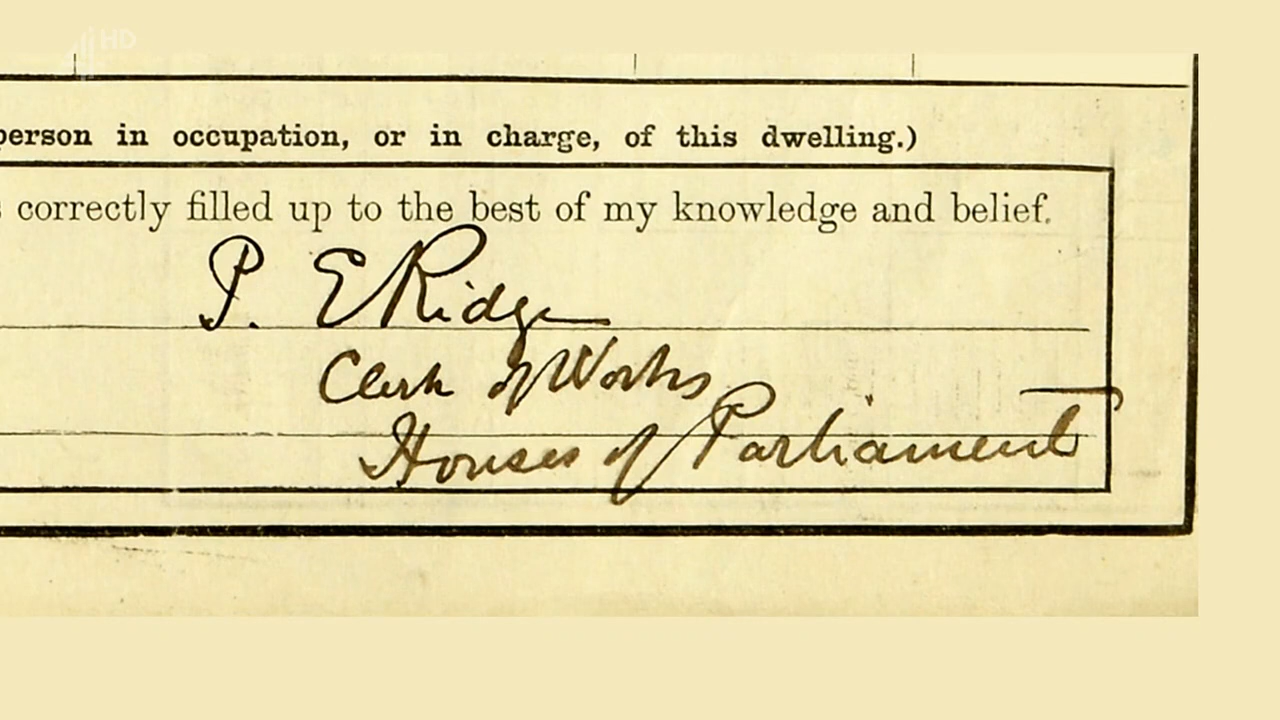 4HD
person in occupation, or in charge, of this dwelling.)
s correctly filled up to the best of my knowledge and belief.
P. E Ridge
Clerk of Works
Houses of Parliament